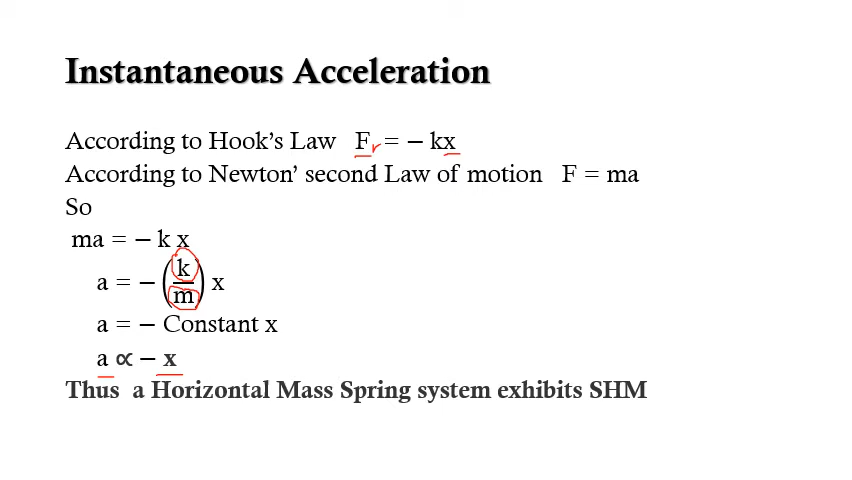 Instantaneous Acceleration
According to Hook's Law F_r = − kx
According to Newton' second Law of motion F = ma
So
ma = − k x
a = − (k/m) x
a = − Constant x
a ∝ − x
Thus a Horizontal Mass Spring system exhibits SHM